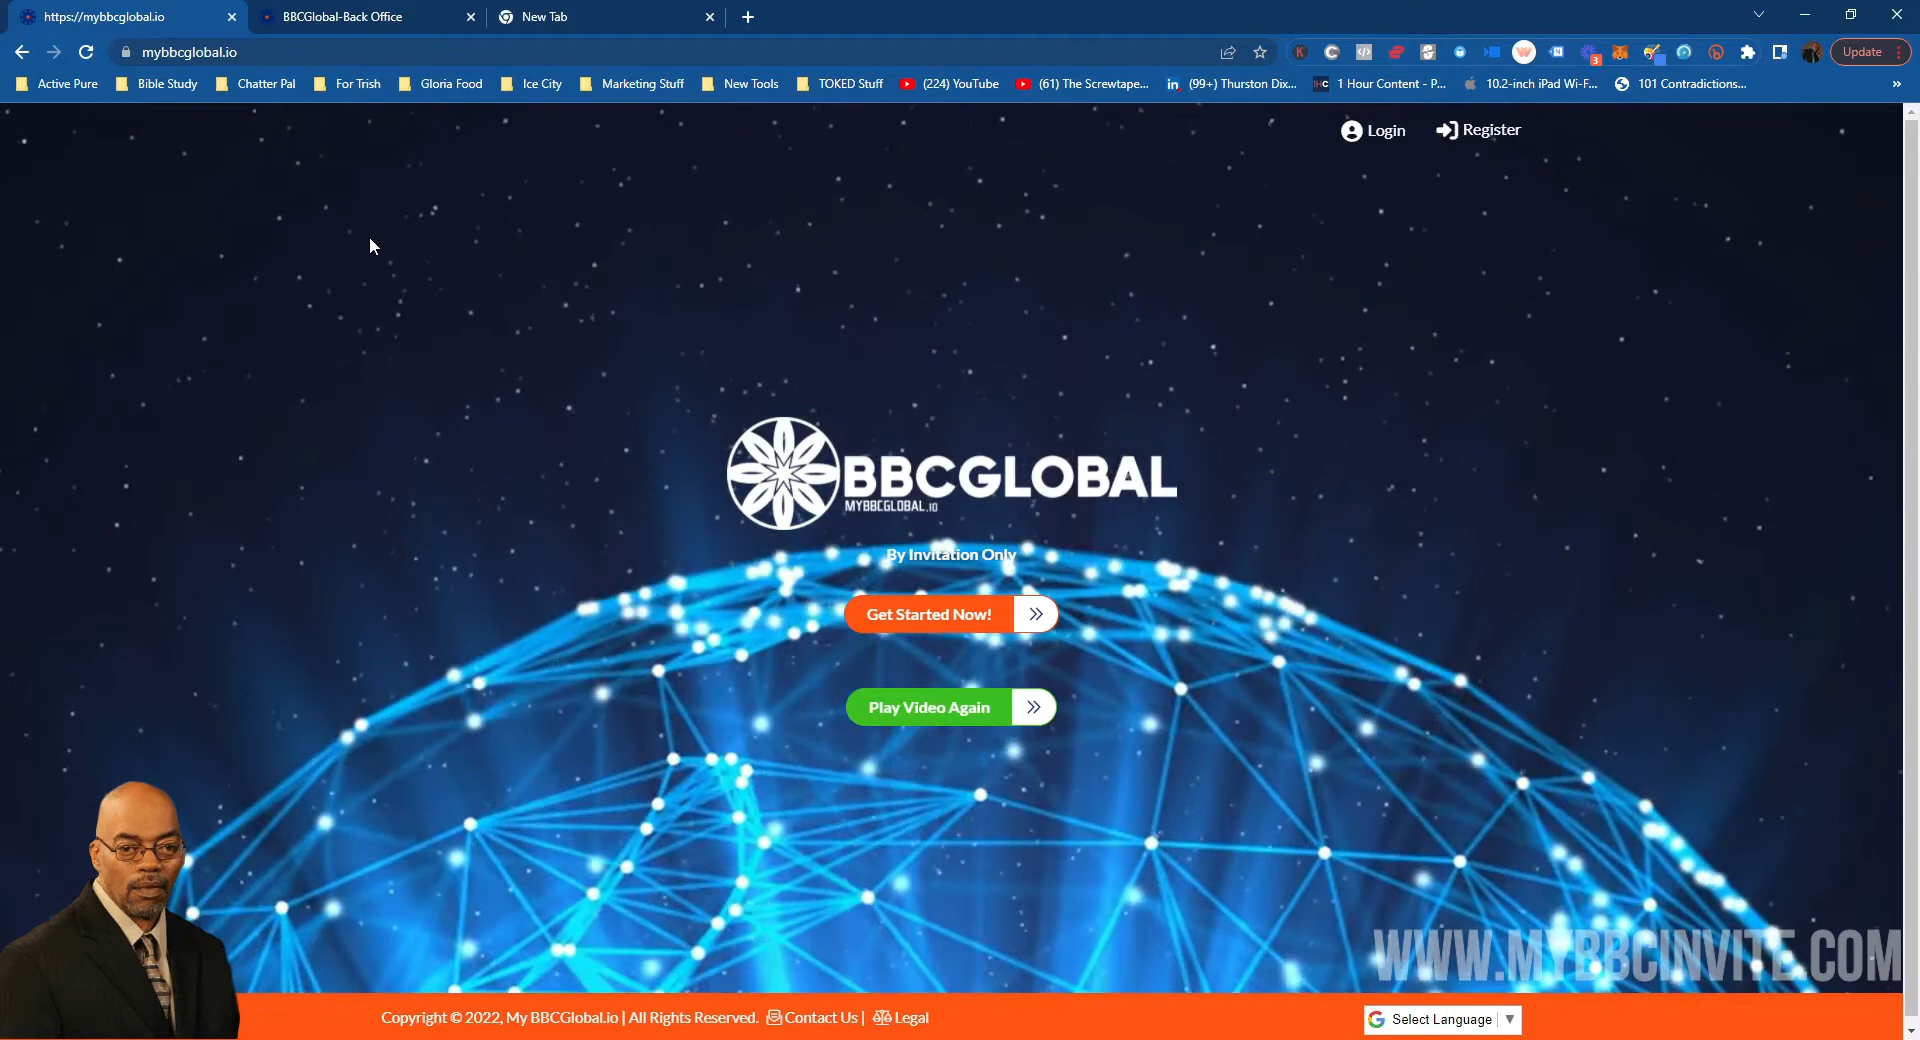 https://mybbcglobal.io
BBCGlobal-Back Office
New Tab
mybbcglobal.io
3
Update
Active Pure
Bible Study
Chatter Pal
For Trish
Gloria Food
Ice City
Marketing Stuff
New Tools
TOKED Stuff
(224) YouTube
(61) The Screwtape...
in
(99+) Thurston Dix...
1 Hour Content - P...
10.2-inch iPad Wi-F...
101 Contradictions...
Login
Register
BBCGLOBAL
MYBBCGLOBAL.IO
By Invitation Only
Get Started Now!
Play Video Again
WWW.MYBBCINVITE.COM
Copyright © 2022, My BBCGlobal.io | All Rights Reserved. Contact Us | Legal
Select Language